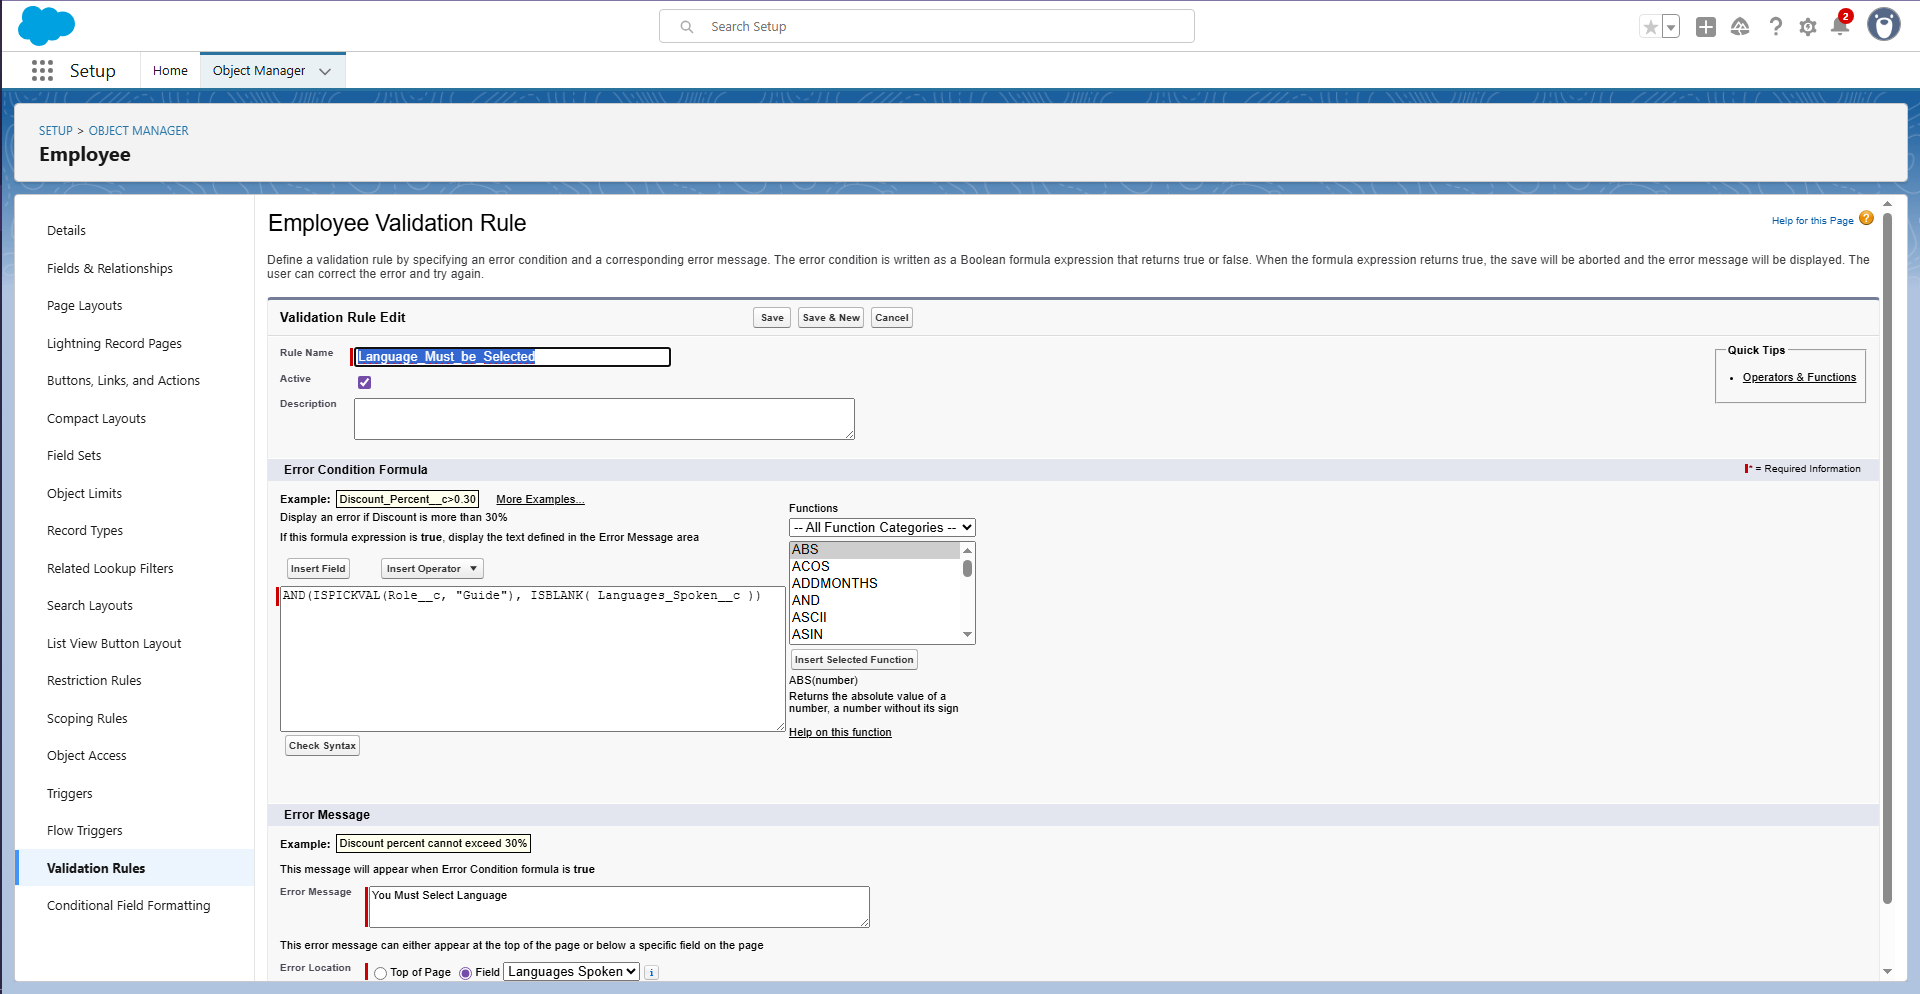 Search Setup
2
Setup
Home
Object Manager
SETUP > OBJECT MANAGER
Employee
Details
Fields & Relationships
Page Layouts
Lightning Record Pages
Buttons, Links, and Actions
Compact Layouts
Field Sets
Object Limits
Record Types
Related Lookup Filters
Search Layouts
List View Button Layout
Restriction Rules
Scoping Rules
Object Access
Triggers
Flow Triggers
Validation Rules
Conditional Field Formatting
Employee Validation Rule
Help for this Page ?
Define a validation rule by specifying an error condition and a corresponding error message. The error condition is written as a Boolean formula expression that returns true or false. When the formula expression returns true, the save will be aborted and the error message will be displayed. The
user can correct the error and try again.
Validation Rule Edit
Save
Save & New
Cancel
Rule Name
Language_Must_be_Selected
Active
Description
Quick Tips
• Operators & Functions
Error Condition Formula
* = Required Information
Example: Discount_Percent__c>0.30 More Examples...
Display an error if Discount is more than 30%
If this formula expression is true, display the text defined in the Error Message area
Insert Field
Insert Operator
AND(ISPICKVAL(Role__c, "Guide"), ISBLANK( Languages_Spoken__c ))
Check Syntax
Functions
-- All Function Categories --
ABS
ACOS
ADDMONTHS
AND
ASCII
ASIN
Insert Selected Function
ABS(number)
Returns the absolute value of a
number, a number without its sign
Help on this function
Error Message
Example: Discount percent cannot exceed 30%
This message will appear when Error Condition formula is true
Error Message
You Must Select Language
This error message can either appear at the top of the page or below a specific field on the page
Error Location
Top of Page
Field
Languages Spoken
i